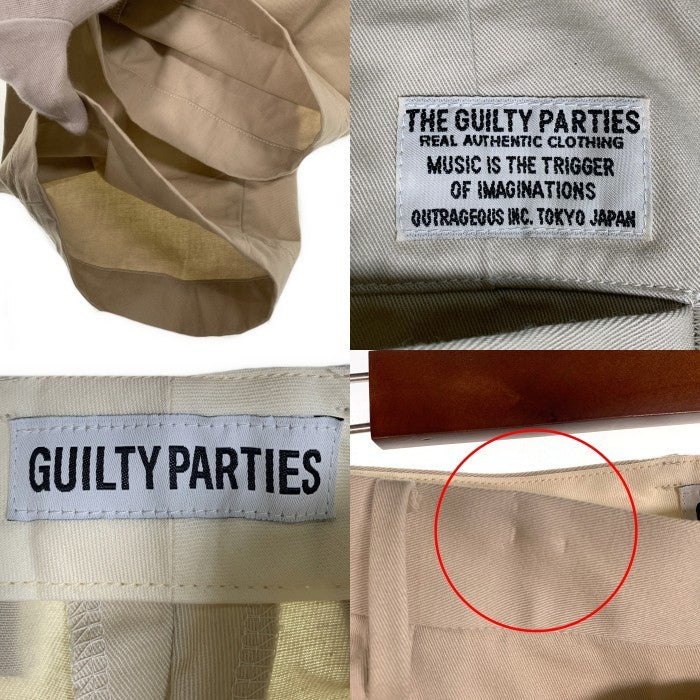 THE GUILTY PARTIES
REAL AUTHENTIC CLOTHING
MUSIC IS THE TRIGGER
OF IMAGINATIONS
OUTRAGEOUS INC. TOKYO JAPAN
GUILTY PARTIES